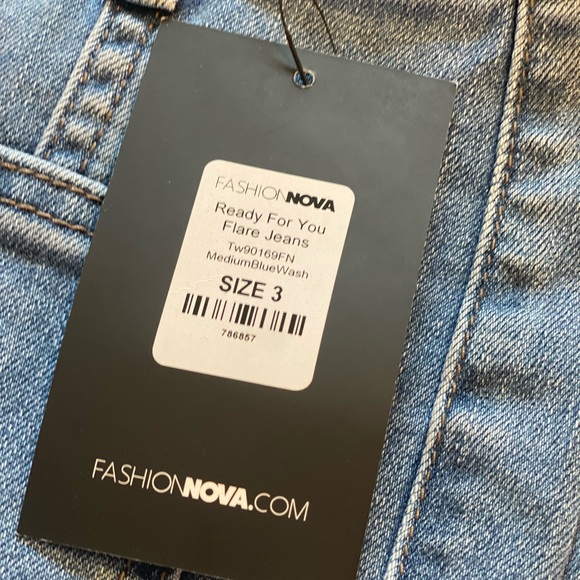 FASHIONNOVA
Ready For You
Flare Jeans
Tw90169FN
MediumBlueWash
SIZE 3
786857
FASHIONNOVA.COM